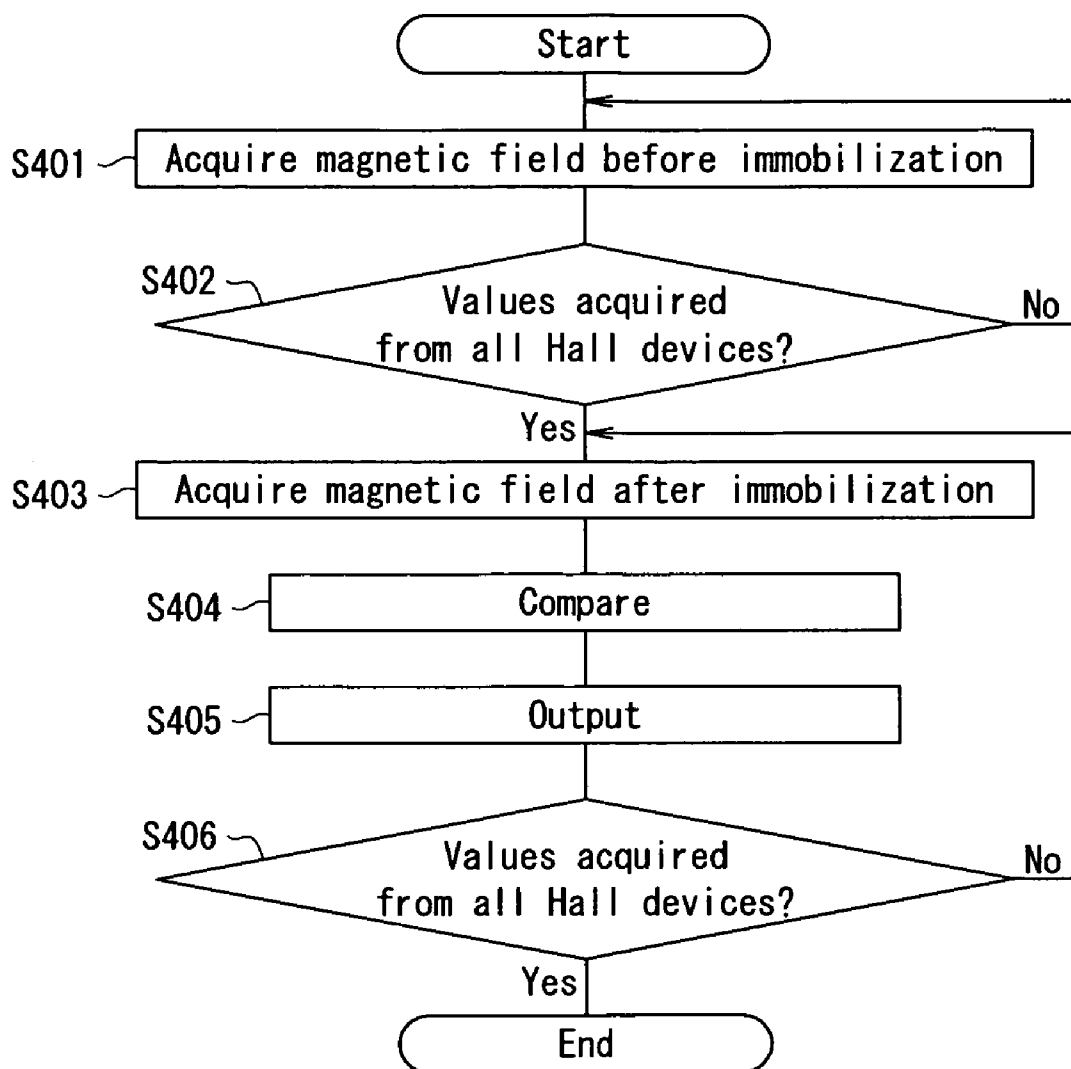 Start
S401
Acquire magnetic field before immobilization
S402
Values acquired
from all Hall devices?
No
Yes
S403
Acquire magnetic field after immobilization
S404
Compare
S405
Output
S406
Values acquired
from all Hall devices?
No
Yes
End